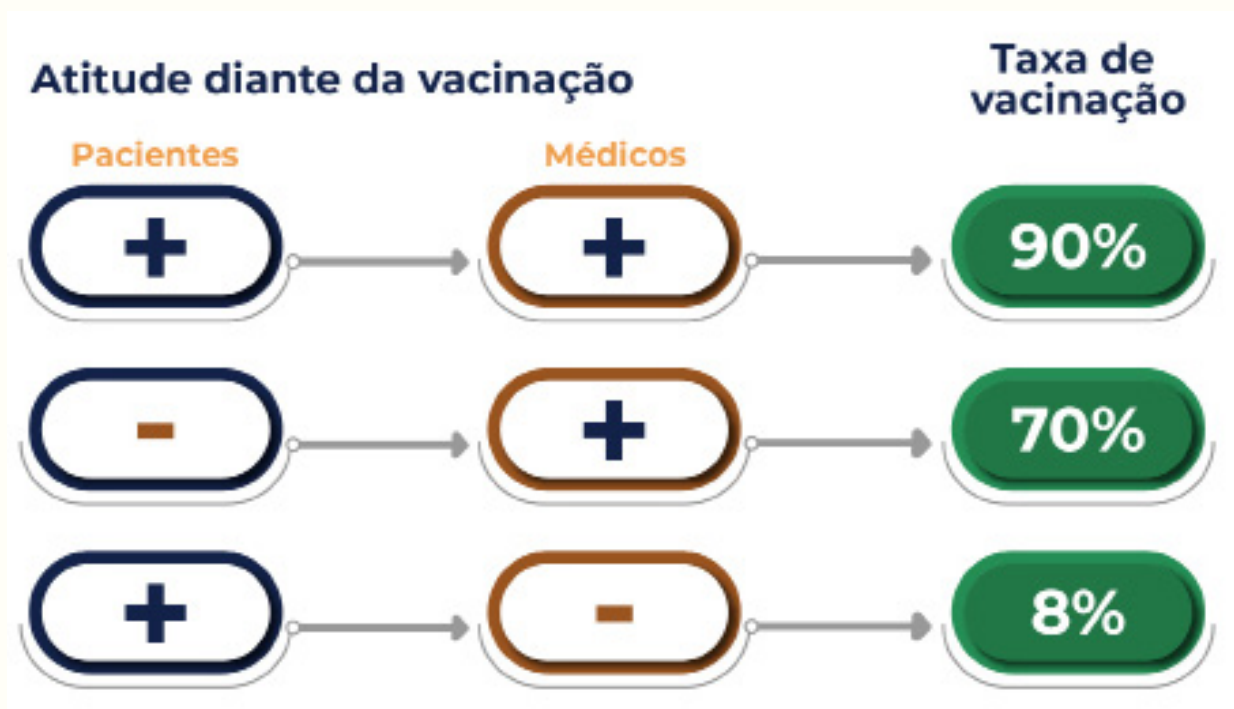 Atitude diante da vacinação
Taxa de
vacinação
Pacientes
Médicos
+ + 90%
- + 70%
+ - 8%